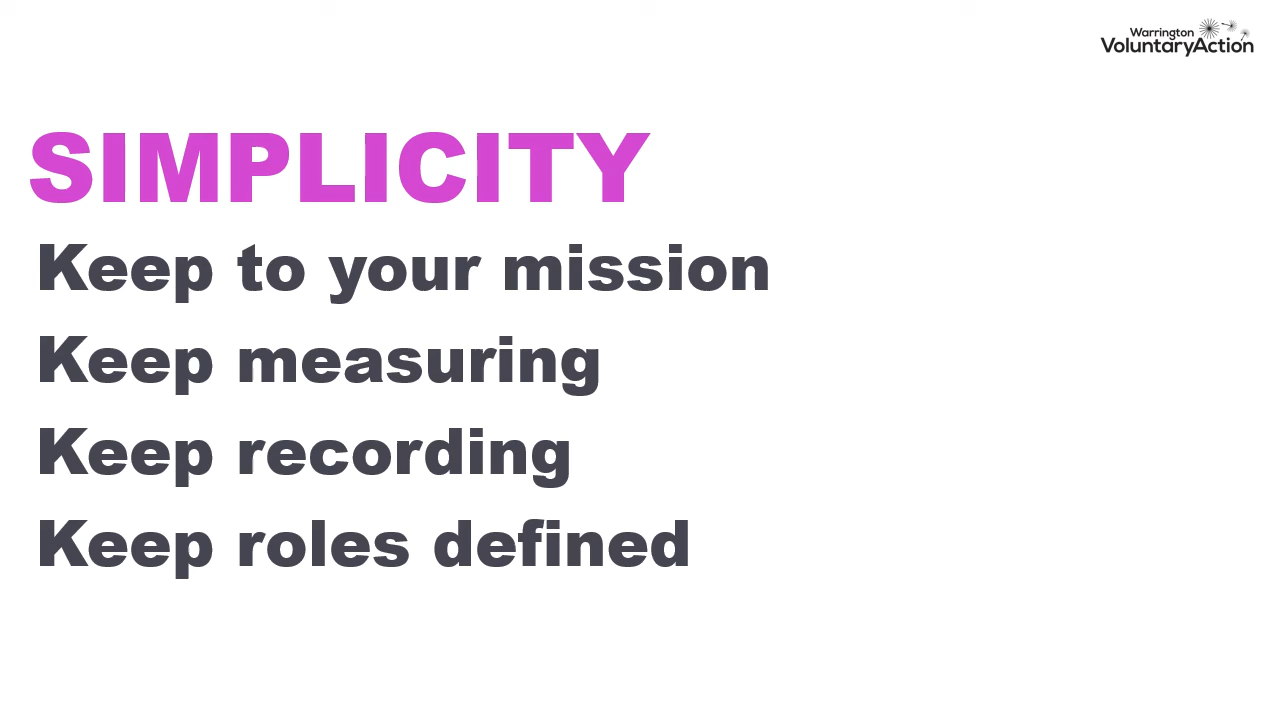 Warrington
VoluntaryAction
SIMPLICITY
Keep to your mission
Keep measuring
Keep recording
Keep roles defined